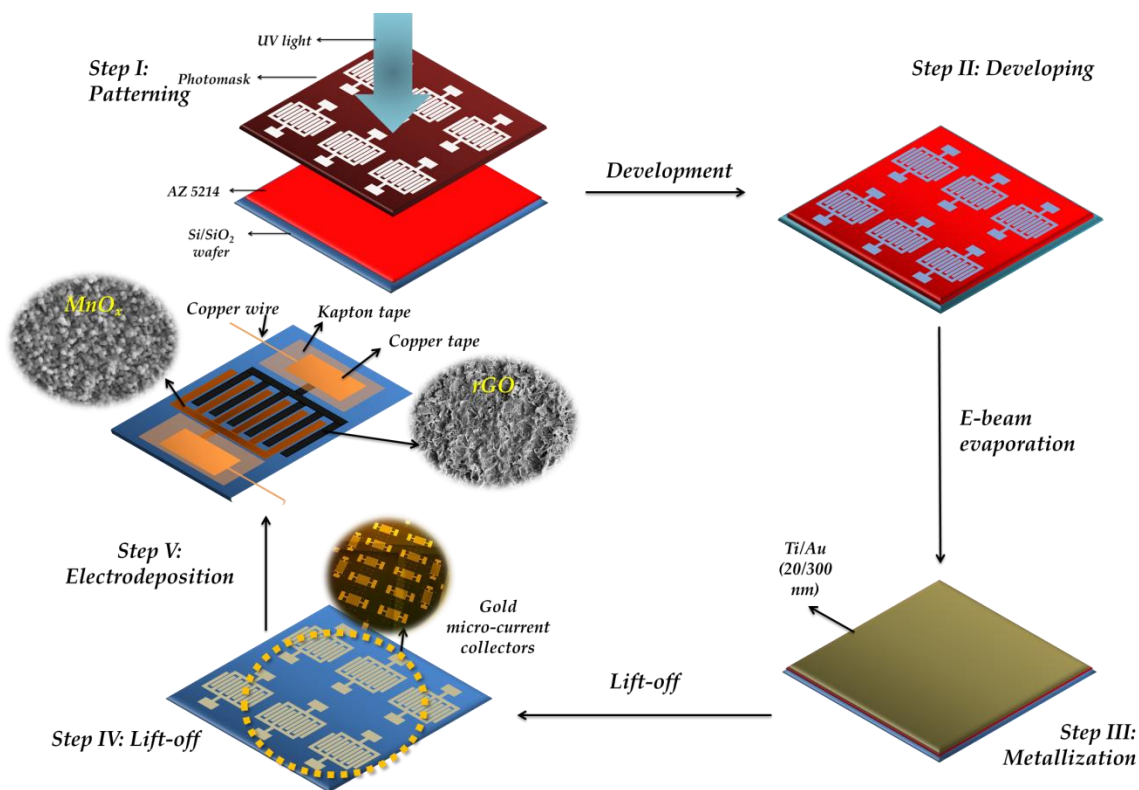 UV light
Step I:
Patterning
Photomask
AZ 5214
Si/SiO₂
wafer
Development
Step II: Developing
E-beam
evaporation
Ti/Au
(20/300
nm)
Step III:
Metallization
Lift-off
Step IV: Lift-off
Gold
micro-current
collectors
Step V:
Electrodeposition
MnOₓ
Copper wire
Kapton tape
Copper tape
rGO